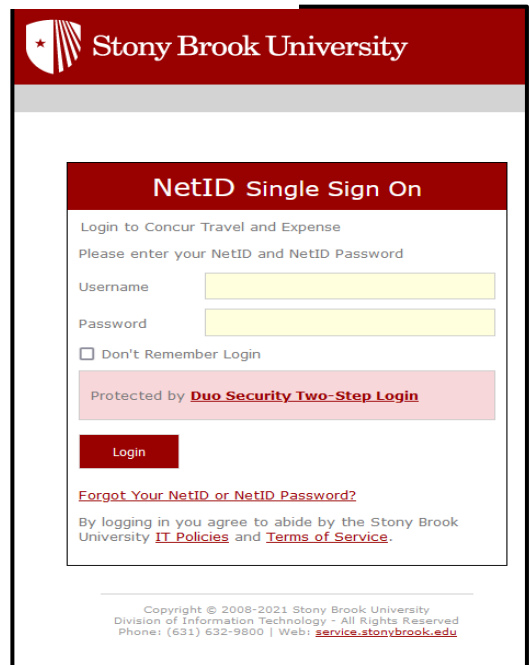 Stony Brook University
NetID Single Sign On
Login to Concur Travel and Expense
Please enter your NetID and NetID Password
Username
Password
Don't Remember Login
Protected by Duo Security Two-Step Login
Login
Forgot Your NetID or NetID Password?
By logging in you agree to abide by the Stony Brook
University IT Policies and Terms of Service.
Copyright © 2008-2021 Stony Brook University
Division of Information Technology - All Rights Reserved
Phone: (631) 632-9800 | Web: service.stonybrook.edu